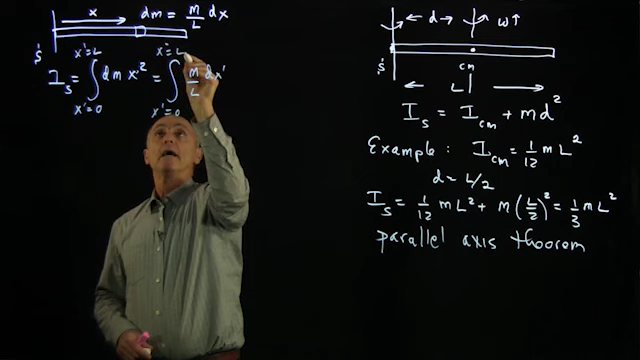 x
dm = m/L dx
S
x'=L
x'=L
I_S = ∫ dm x'² = ∫ m/L dx'
x'=0
x'=0
← d →
ω↑
S
cm
← L →
I_S = I_cm + md²
Example: I_cm = 1/12 mL²
d = L/2
I_S = 1/12 mL² + m(L/2)² = 1/3 mL²
parallel axis theorem